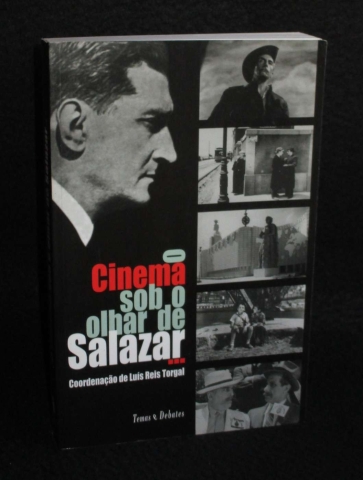 O
Cinema
sob o
olhar de
Salazar...
Coordenação de Luís Reis Torgal
Temas e Debates